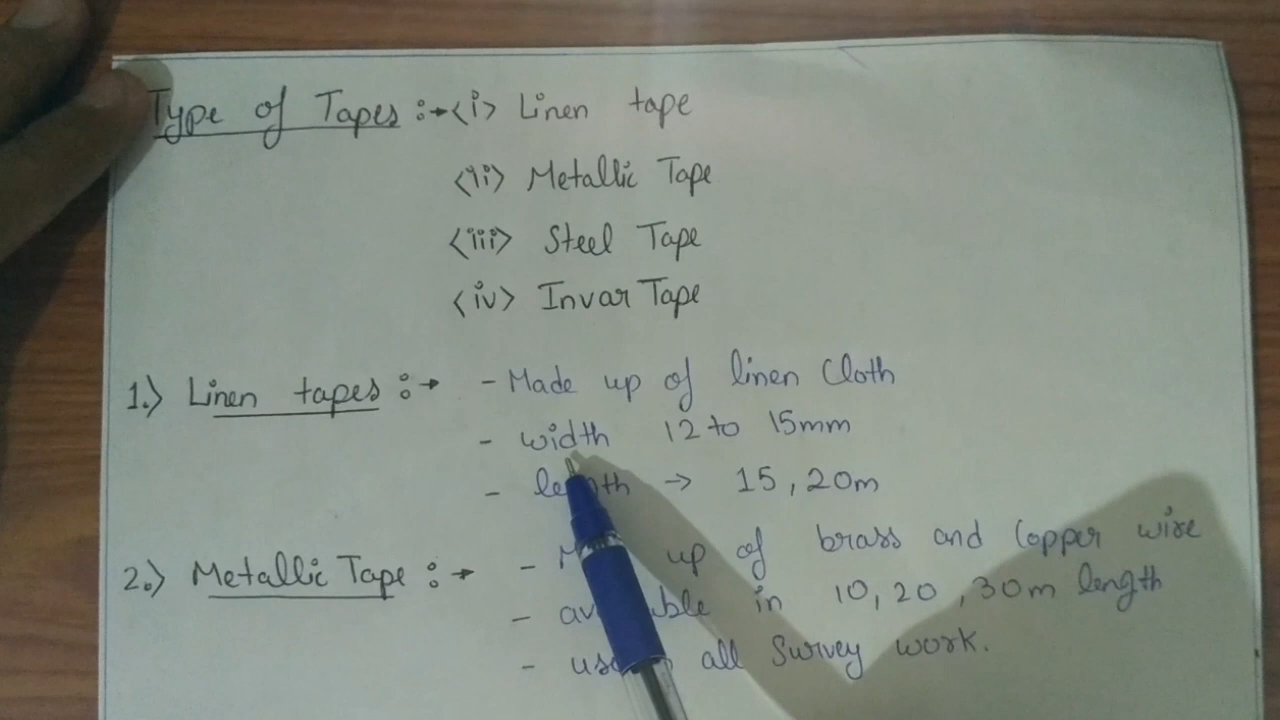 Type of Tapes :→ <i> Linen tape
<ii> Metallic Tape
<iii> Steel Tape
<iv> Invar Tape
1.) Linen tapes :→ - Made up of linen Cloth
- width 12 to 15mm
- length → 15, 20m
2.) Metallic Tape :→ - up of brass and Copper wire
- in 10, 20, 30m length
- all Survey work.